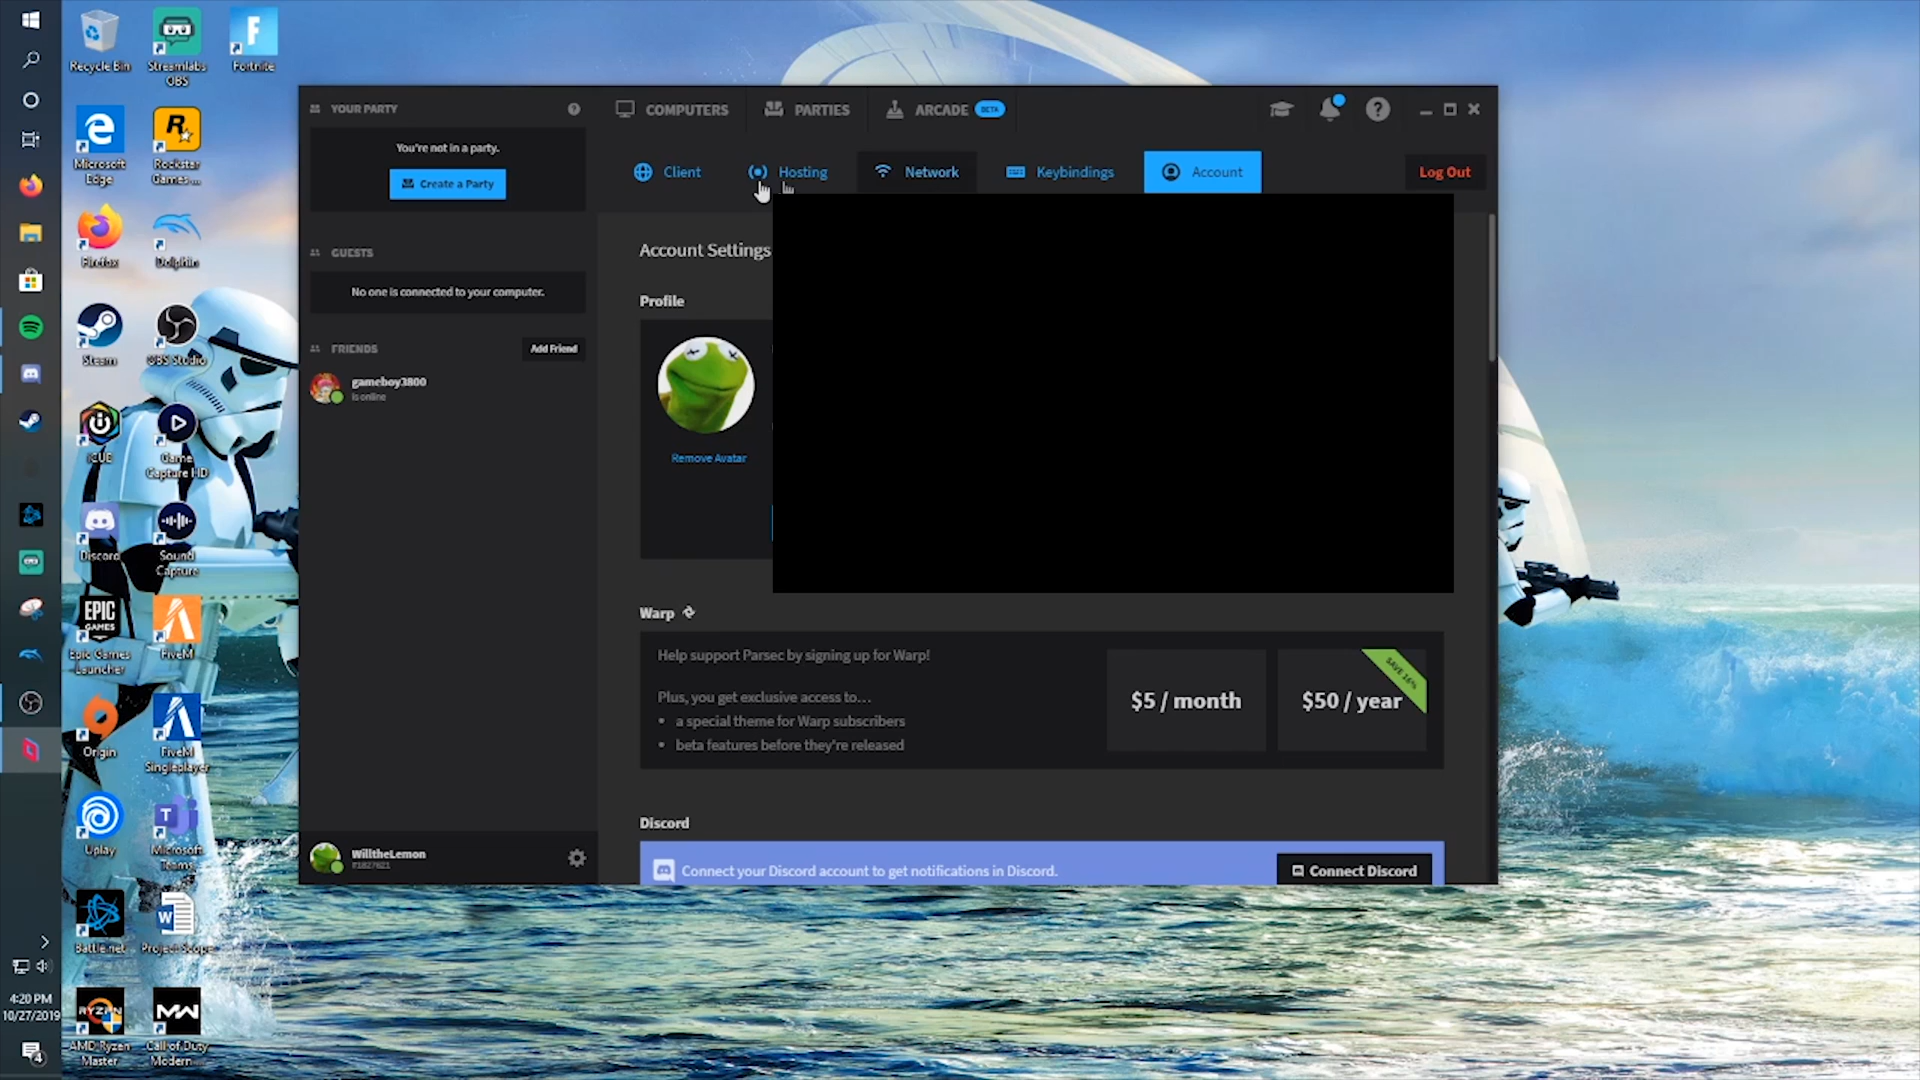 Recycle Bin
Streamlabs OBS
Fortnite
Microsoft Edge
Rockstar Games ...
Firefox
Dolphin
Steam
OBS Studio
iCUE
Game Capture HD
Discord
Sound Capture
EPIC GAMES
Epic Games Launcher
FiveM
Origin
FiveM Singleplayer
Uplay
Microsoft Teams
Battle.net
Project Scope
RYZEN
AMD Ryzen Master
MW
Call of Duty Modern ...
4:20 PM
10/27/2019
4
YOUR PARTY
You're not in a party.
Create a Party
GUESTS
No one is connected to your computer.
FRIENDS
Add Friend
gameboy3800
is online
WilltheLemon
COMPUTERS
PARTIES
ARCADE BETA
Client
Hosting
Network
Keybindings
Account
Log Out
Account Settings
Profile
Remove Avatar
Warp
Help support Parsec by signing up for Warp!
Plus, you get exclusive access to...
• a special theme for Warp subscribers
• beta features before they're released
$5 / month
$50 / year
SAVE 16%
Discord
Connect your Discord account to get notifications in Discord.
Connect Discord